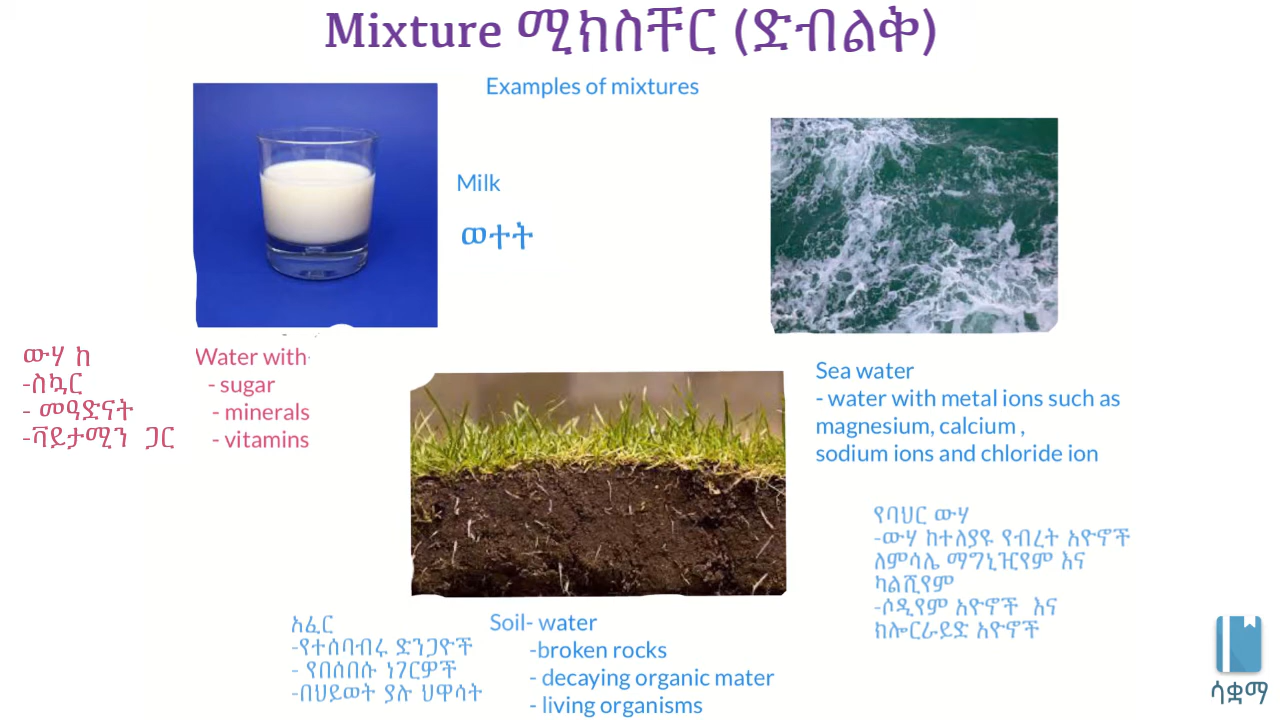 Mixture ሚክስቸር (ድብልቅ)
Examples of mixtures
Milk
ወተት
ውሃ ከ
-ስኳር
- መዓድናት
-ቫይታሚን ጋር
Water with
- sugar
- minerals
- vitamins
Sea water
- water with metal ions such as
magnesium, calcium ,
sodium ions and chloride ion
የባህር ውሃ
-ውሃ ከተለያዩ የብረት አዮኖች
ለምሳሌ ማግኒዢየም እና
ካልሺየም
-ሶዲየም አዮኖች እና
ክሎርራይድ አዮኖች
አፈር
-የተሰባብሩ ድንጋዮች
- የበሰበሱ ነገርዎች
-በህይወት ያሉ ህዋሳት
Soil- water
-broken rocks
- decaying organic mater
- living organisms
ሳቋማ